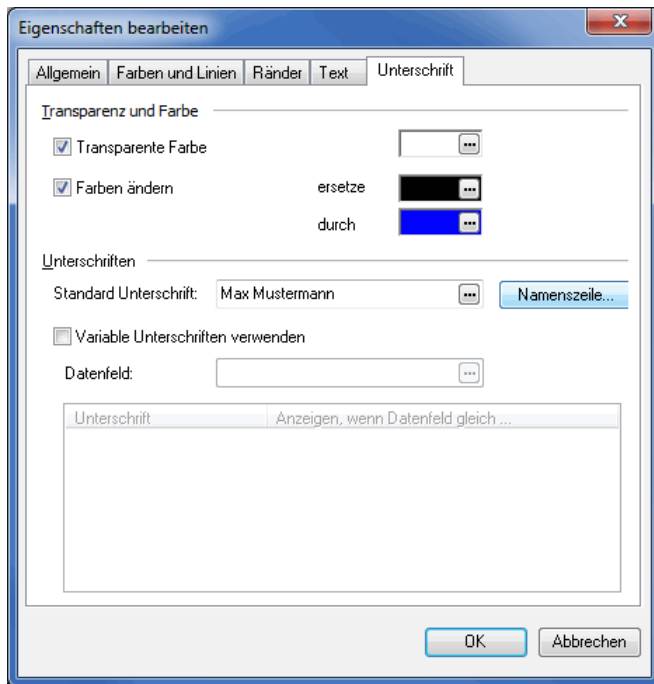 Eigenschaften bearbeiten
Allgemein Farben und Linien Ränder Text Unterschrift
Transparenz und Farbe
Transparente Farbe ...
Farben ändern ersetze ...
durch ...
Unterschriften
Standard Unterschrift: Max Mustermann ... Namenszeile...
Variable Unterschriften verwenden
Datenfeld: ...
Unterschrift Anzeigen, wenn Datenfeld gleich ...
OK Abbrechen